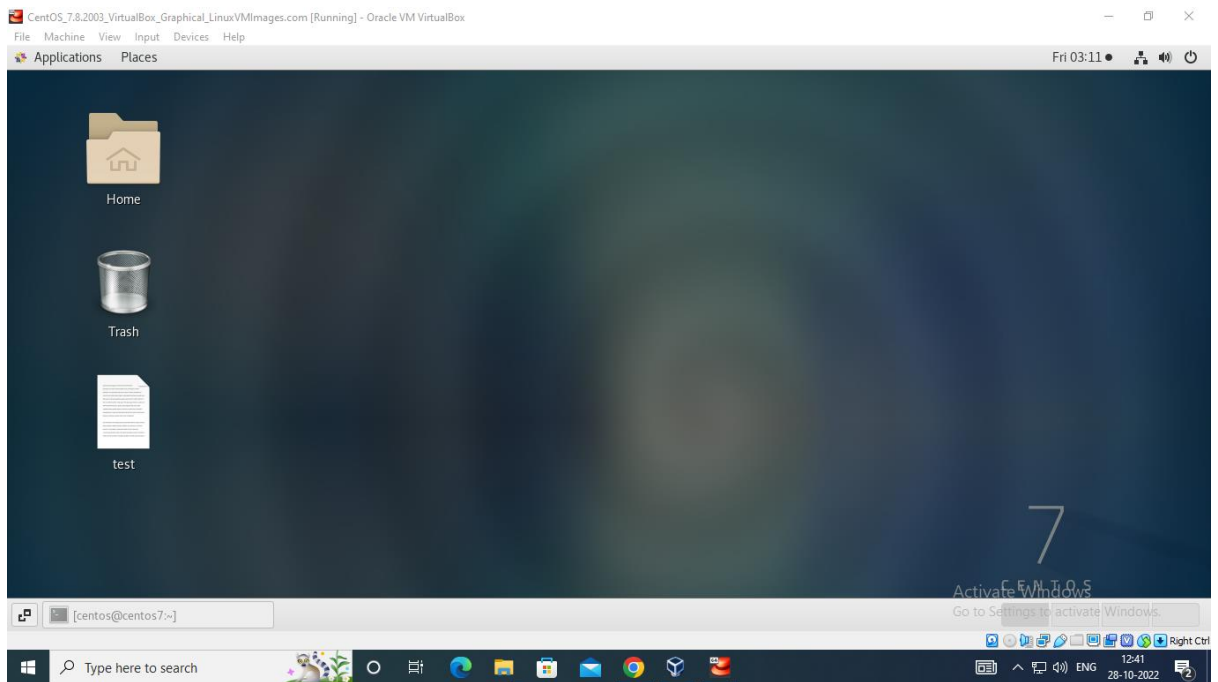 CentOS_7.8.2003_VirtualBox_Graphical_LinuxVMImages.com [Running] - Oracle VM VirtualBox
File Machine View Input Devices Help
Applications Places Fri 03:11
Home
Trash
test
7
CENTOS
Activate Windows
Go to Settings to activate Windows.
[centos@centos7:~]
Right Ctrl
Type here to search
ENG
12:41
28-10-2022
2